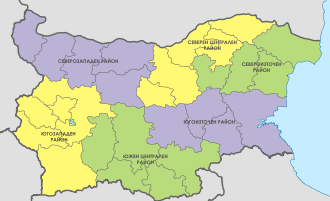 СЕВЕРЕН ЦЕНТРАЛЕН
РАЙОН
СЕВЕРОЗАПАДЕН РАЙОН
СЕВЕРОИЗТОЧЕН
РАЙОН
ЮГОИЗТОЧЕН РАЙОН
ЮГОЗАПАДЕН
РАЙОН
ЮЖЕН ЦЕНТРАЛЕН
РАЙОН